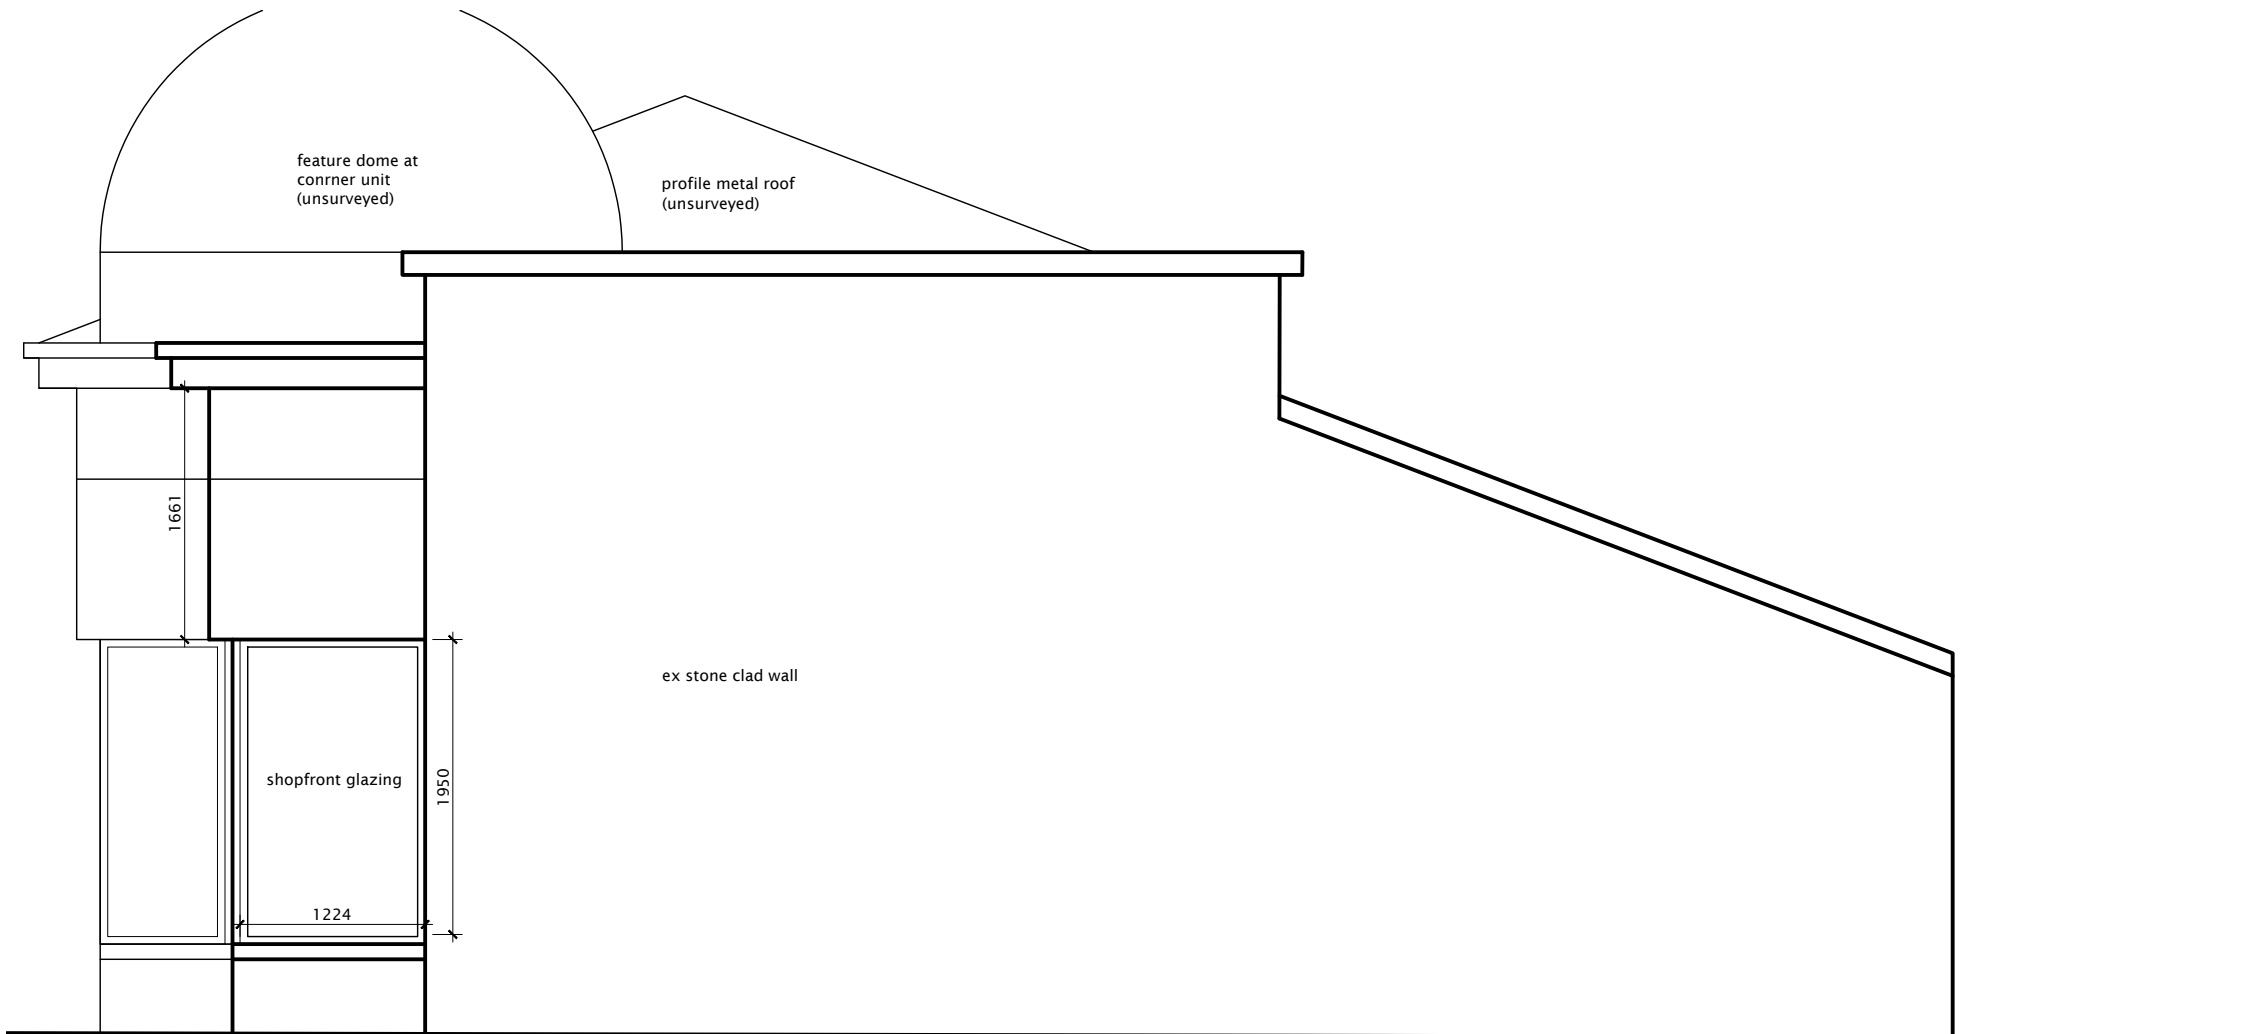 feature dome at
conrner unit
(unsurveyed)
profile metal roof
(unsurveyed)
1661
ex stone clad wall
shopfront glazing
1950
1224